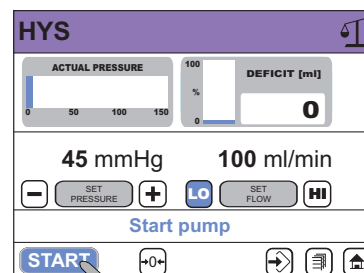 HYS
ACTUAL PRESSURE
0 50 100 150
100
%
0
DEFICIT [ml]
0
45 mmHg
100 ml/min
− SET PRESSURE +
LO SET FLOW HI
Start pump
START
→0←